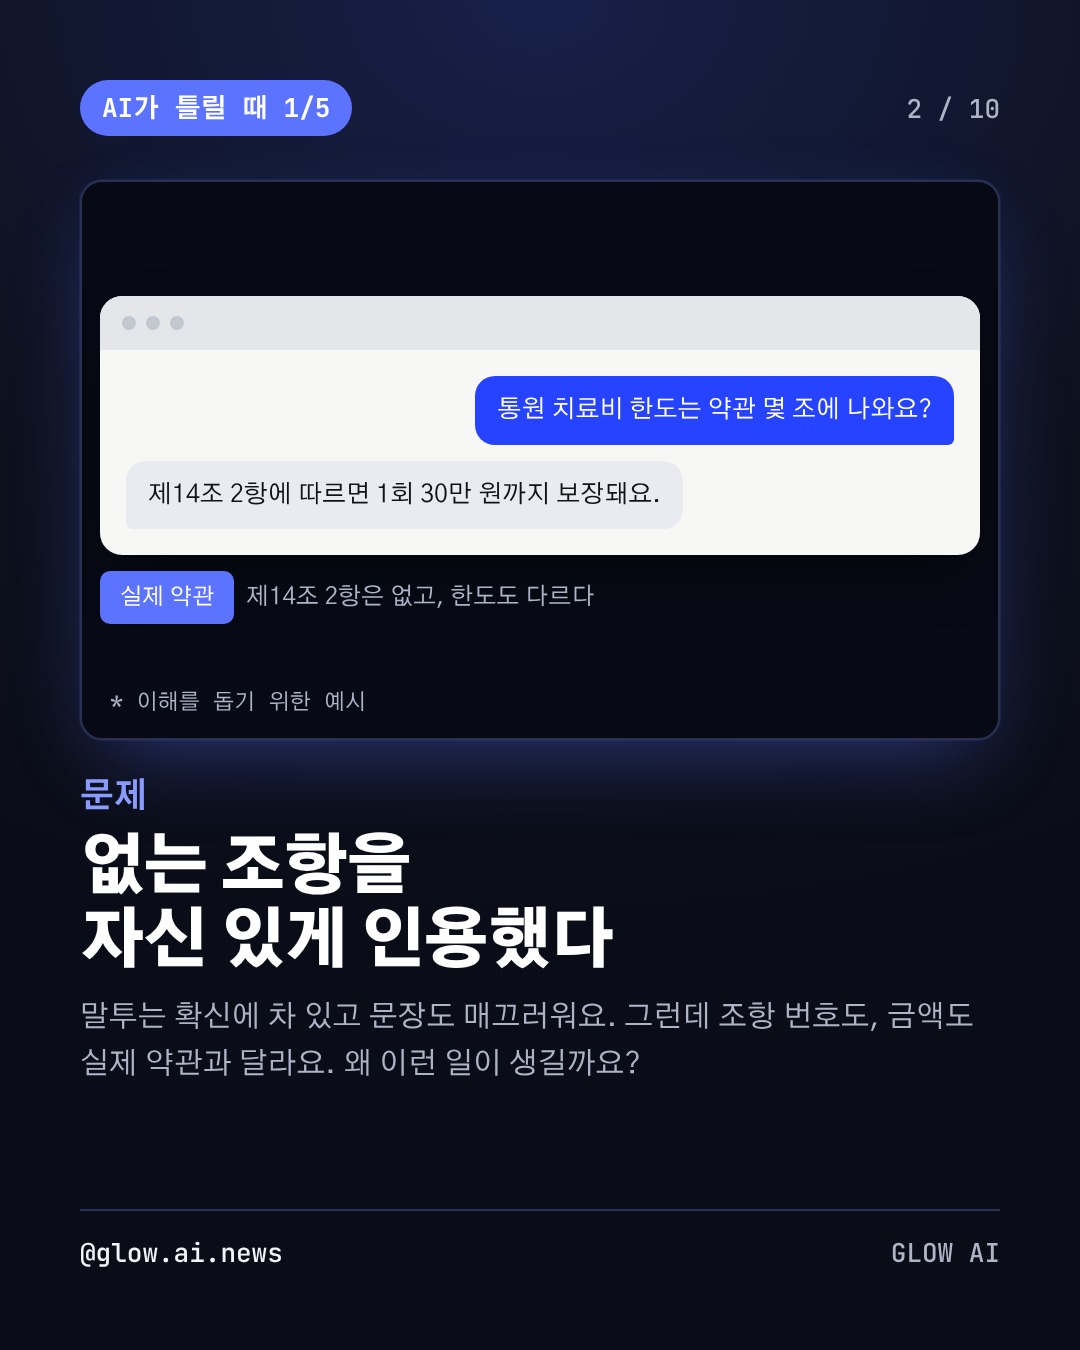 AI가 틀릴 때 1/5
2 / 10
통원 치료비 한도는 약관 몇 조에 나와요?
제14조 2항에 따르면 1회 30만 원까지 보장돼요.
실제 약관 제14조 2항은 없고, 한도도 다르다
* 이해를 돕기 위한 예시
문제
없는 조항을
자신 있게 인용했다
말투는 확신에 차 있고 문장도 매끄러워요. 그런데 조항 번호도, 금액도
실제 약관과 달라요. 왜 이런 일이 생길까요?
@glow.ai.news
GLOW AI